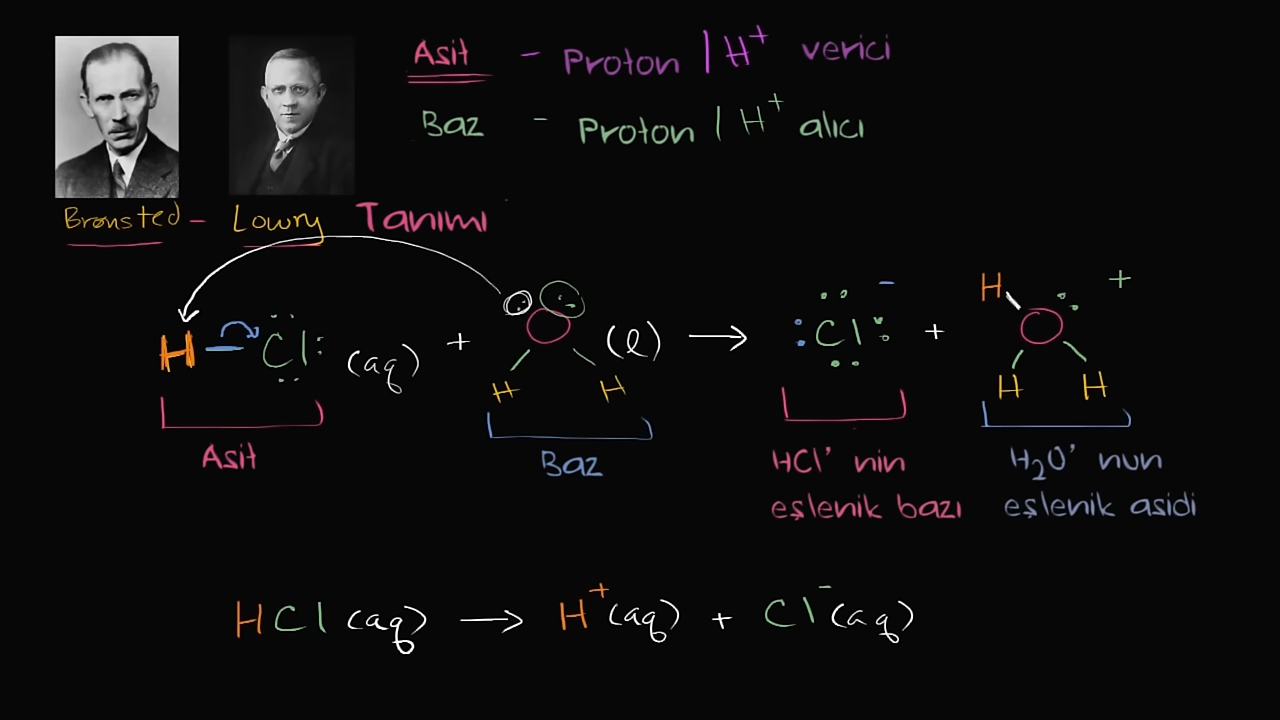 Asit - Proton / H⁺ verici
Baz - Proton / H⁺ alıcı
Brønsted - Lowry Tanımı
H - Cl : (aq) + H O H (l) → : Cl : ⁻ + H O H H ⁺
Asit
Baz
HCl' nin eşlenik bazı
H₂O' nun eşlenik asidi
HCl (aq) → H⁺ (aq) + Cl⁻ (aq)